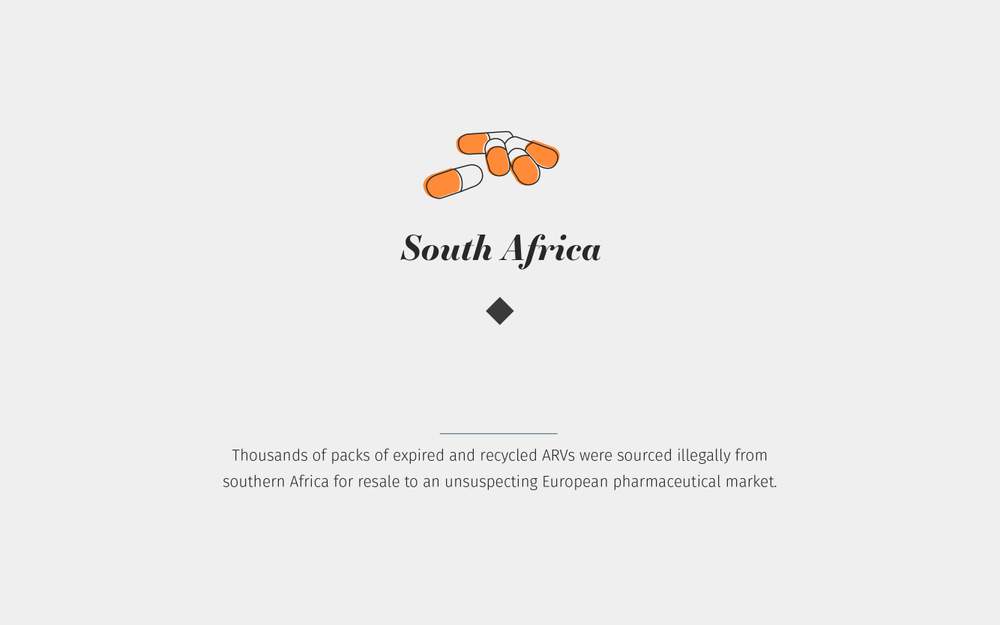 South Africa
Thousands of packs of expired and recycled ARVs were sourced illegally from
southern Africa for resale to an unsuspecting European pharmaceutical market.